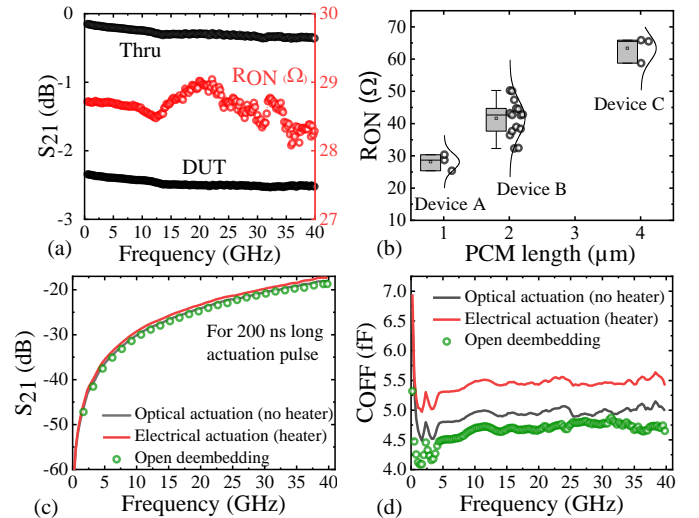 0
-1
-2
-3
S21 (dB)
Thru
RON (Ω)
DUT
30
29
28
27
0 5 10 15 20 25 30 35 40
Frequency (GHz)
(a)
70
60
50
40
30
20
10
RON (Ω)
Device A
Device B
Device C
1 2 3 4
PCM length (µm)
(b)
-20
-30
-40
-50
-60
S21 (dB)
For 200 ns long
actuation pulse
Optical actuation (no heater)
Electrical actuation (heater)
Open deembedding
0 5 10 15 20 25 30 35 40
Frequency (GHz)
(c)
7.0
6.5
6.0
5.5
5.0
4.5
4.0
COFF (fF)
Optical actuation (no heater)
Electrical actuation (heater)
Open deembedding
0 5 10 15 20 25 30 35 40
Frequency (GHz)
(d)